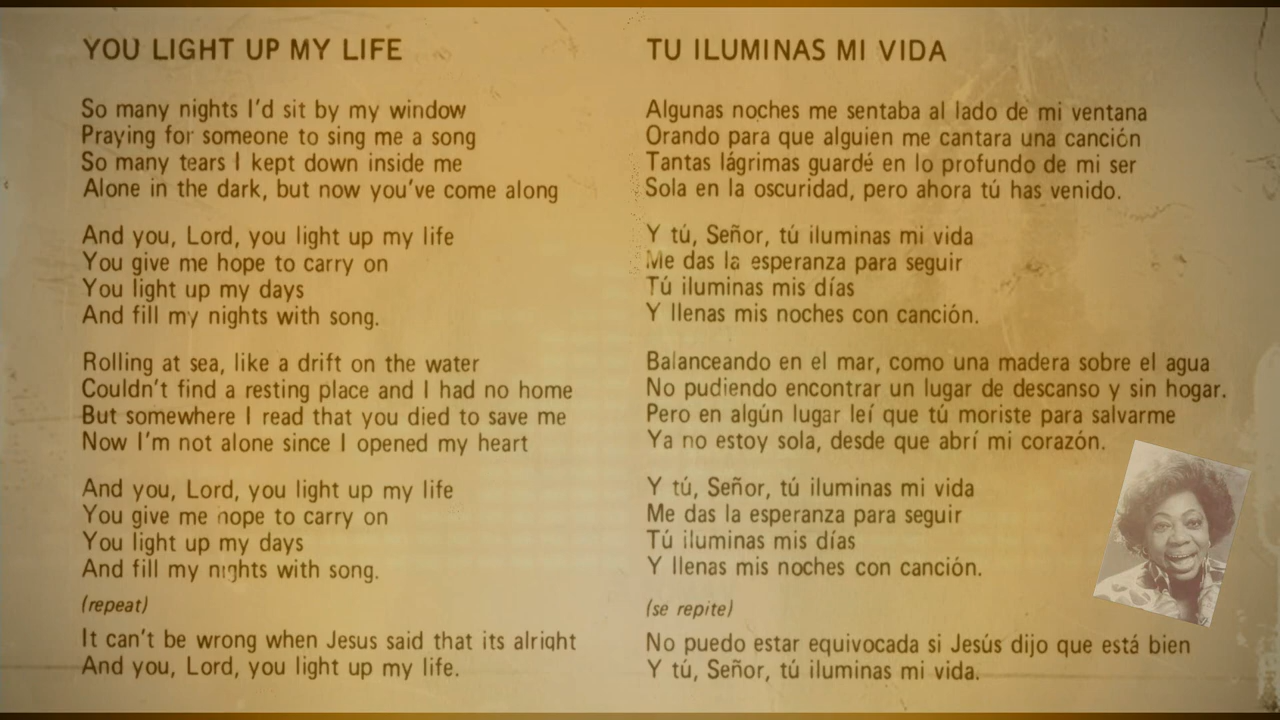 YOU LIGHT UP MY LIFE
So many nights I'd sit by my window
Praying for someone to sing me a song
So many tears I kept down inside me
Alone in the dark, but now you've come along
And you, Lord, you light up my life
You give me hope to carry on
You light up my days
And fill my nights with song.
Rolling at sea, like a drift on the water
Couldn't find a resting place and I had no home
But somewhere I read that you died to save me
Now I'm not alone since I opened my heart
And you, Lord, you light up my life
You give me hope to carry on
You light up my days
And fill my nights with song.
(repeat)
It can't be wrong when Jesus said that its alright
And you, Lord, you light up my life.
TU ILUMINAS MI VIDA
Algunas noches me sentaba al lado de mi ventana
Orando para que alguien me cantara una canción
Tantas lágrimas guardé en lo profundo de mi ser
Sola en la oscuridad, pero ahora tú has venido.
Y tú, Señor, tú iluminas mi vida
Me das la esperanza para seguir
Tú iluminas mis días
Y llenas mis noches con canción.
Balanceando en el mar, como una madera sobre el agua
No pudiendo encontrar un lugar de descanso y sin hogar.
Pero en algún lugar leí que tú moriste para salvarme
Ya no estoy sola, desde que abrí mi corazón.
Y tú, Señor, tú iluminas mi vida
Me das la esperanza para seguir
Tú iluminas mis días
Y llenas mis noches con canción.
(se repite)
No puedo estar equivocada si Jesús dijo que está bien
Y tú, Señor, tú iluminas mi vida.